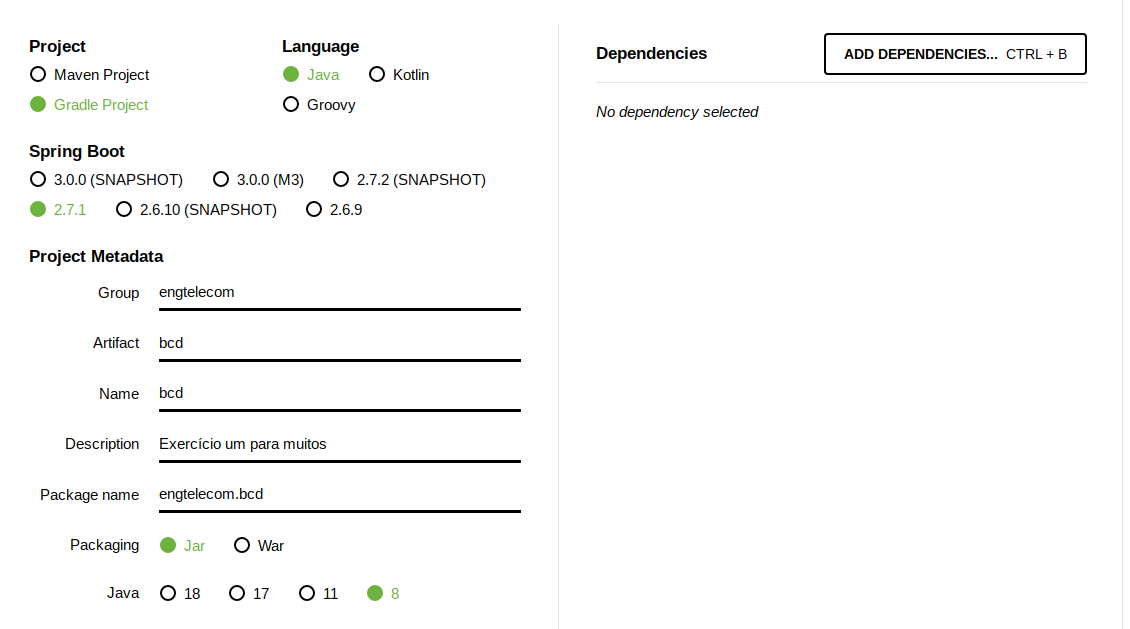 Project
Maven Project
Gradle Project
Language
Java Kotlin
Groovy
Spring Boot
3.0.0 (SNAPSHOT) 3.0.0 (M3) 2.7.2 (SNAPSHOT)
2.7.1 2.6.10 (SNAPSHOT) 2.6.9
Project Metadata
Group engtelecom
Artifact bcd
Name bcd
Description Exercício um para muitos
Package name engtelecom.bcd
Packaging Jar War
Java 18 17 11 8
Dependencies
ADD DEPENDENCIES... CTRL + B
No dependency selected